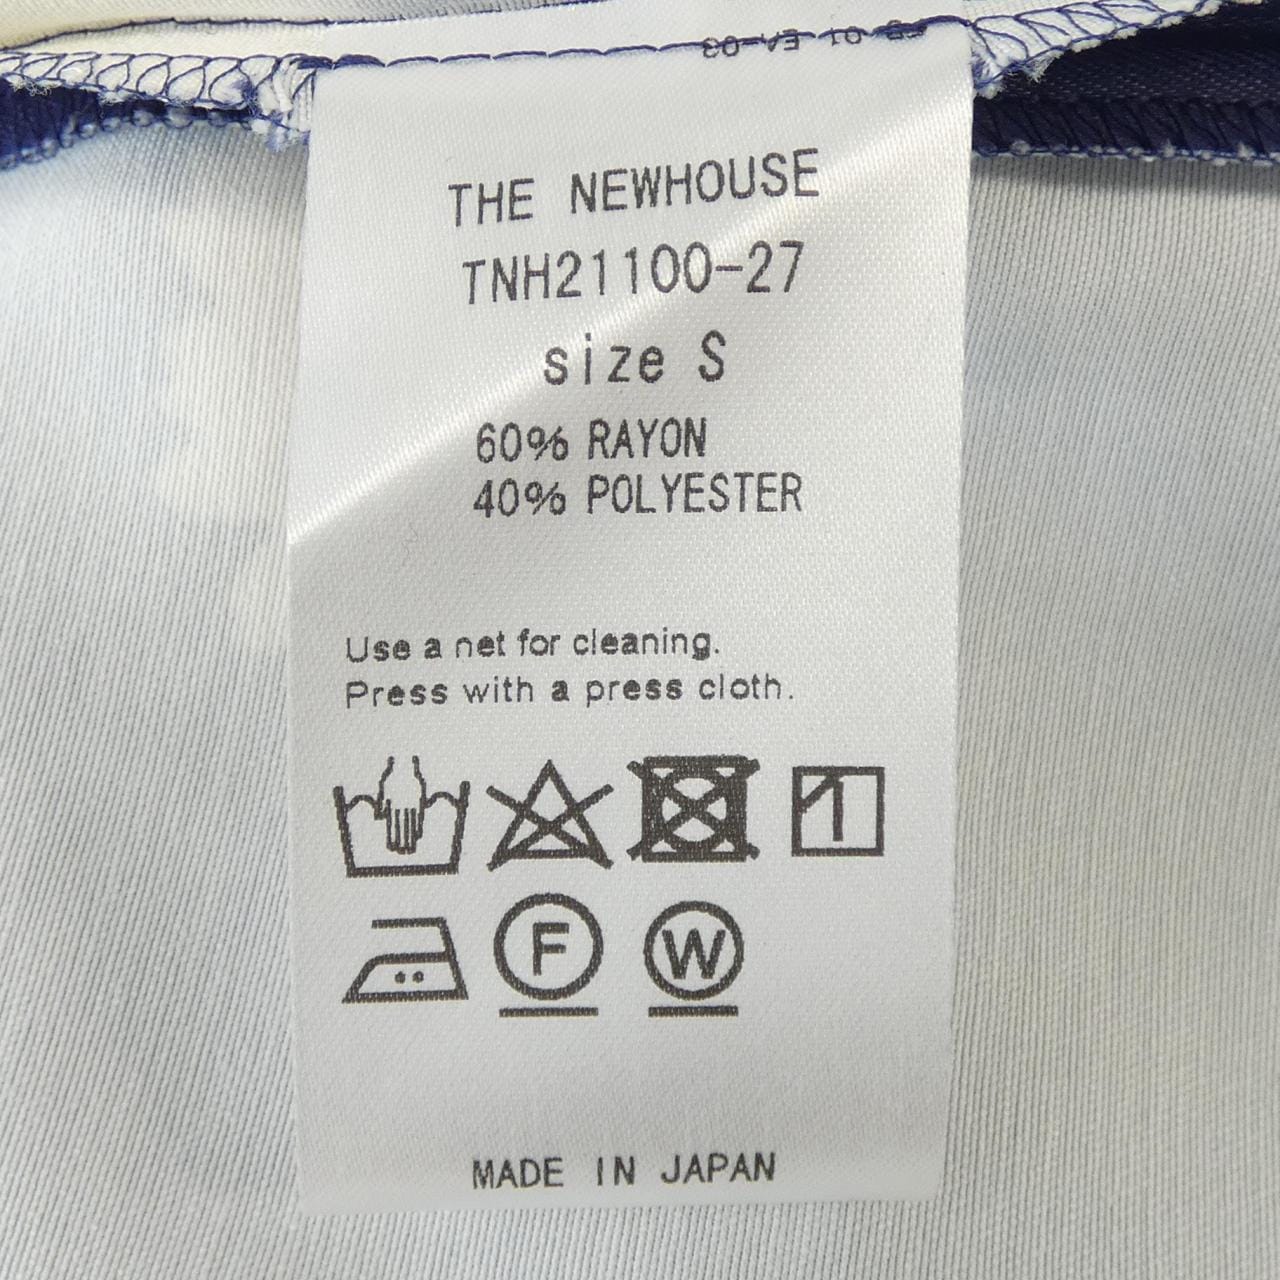 THE NEWHOUSE
TNH21100-27
size S
60% RAYON
40% POLYESTER
Use a net for cleaning.
Press with a press cloth.
F W
MADE IN JAPAN